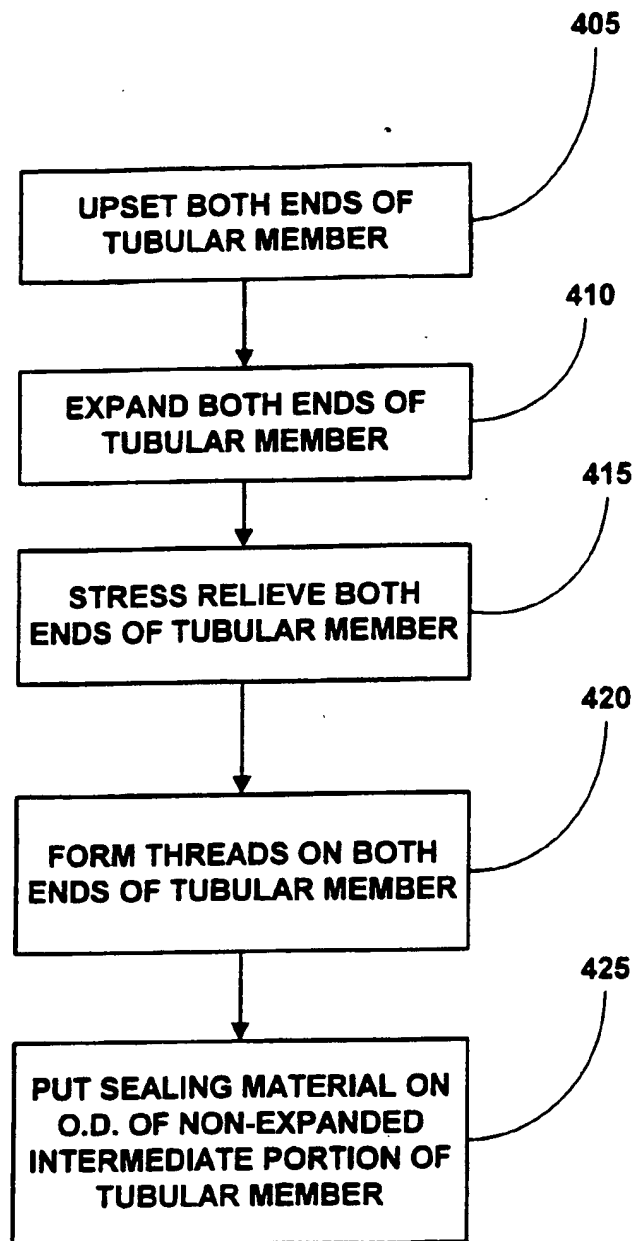 405
UPSET BOTH ENDS OF
TUBULAR MEMBER
410
EXPAND BOTH ENDS OF
TUBULAR MEMBER
415
STRESS RELIEVE BOTH
ENDS OF TUBULAR MEMBER
420
FORM THREADS ON BOTH
ENDS OF TUBULAR MEMBER
425
PUT SEALING MATERIAL ON
O.D. OF NON-EXPANDED
INTERMEDIATE PORTION OF
TUBULAR MEMBER